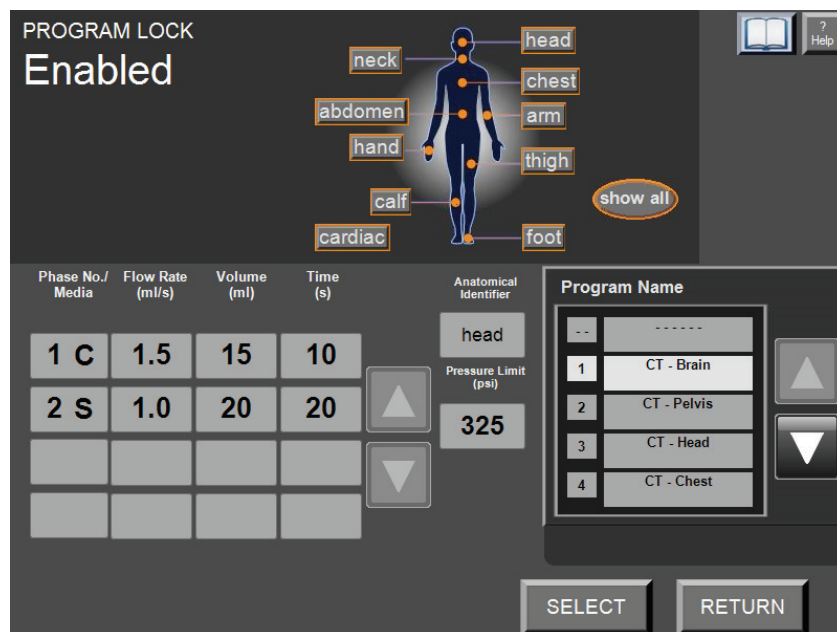 PROGRAM LOCK
Enabled
head
neck
chest
abdomen
arm
hand
thigh
calf
show all
cardiac
foot
?
Help
Phase No./ Flow Rate Volume Time
Media (ml/s) (ml) (s)
1 C 1.5 15 10
2 S 1.0 20 20
Anatomical
Identifier
head
Pressure Limit
(psi)
325
Program Name
-- ------
1 CT - Brain
2 CT - Pelvis
3 CT - Head
4 CT - Chest
SELECT RETURN